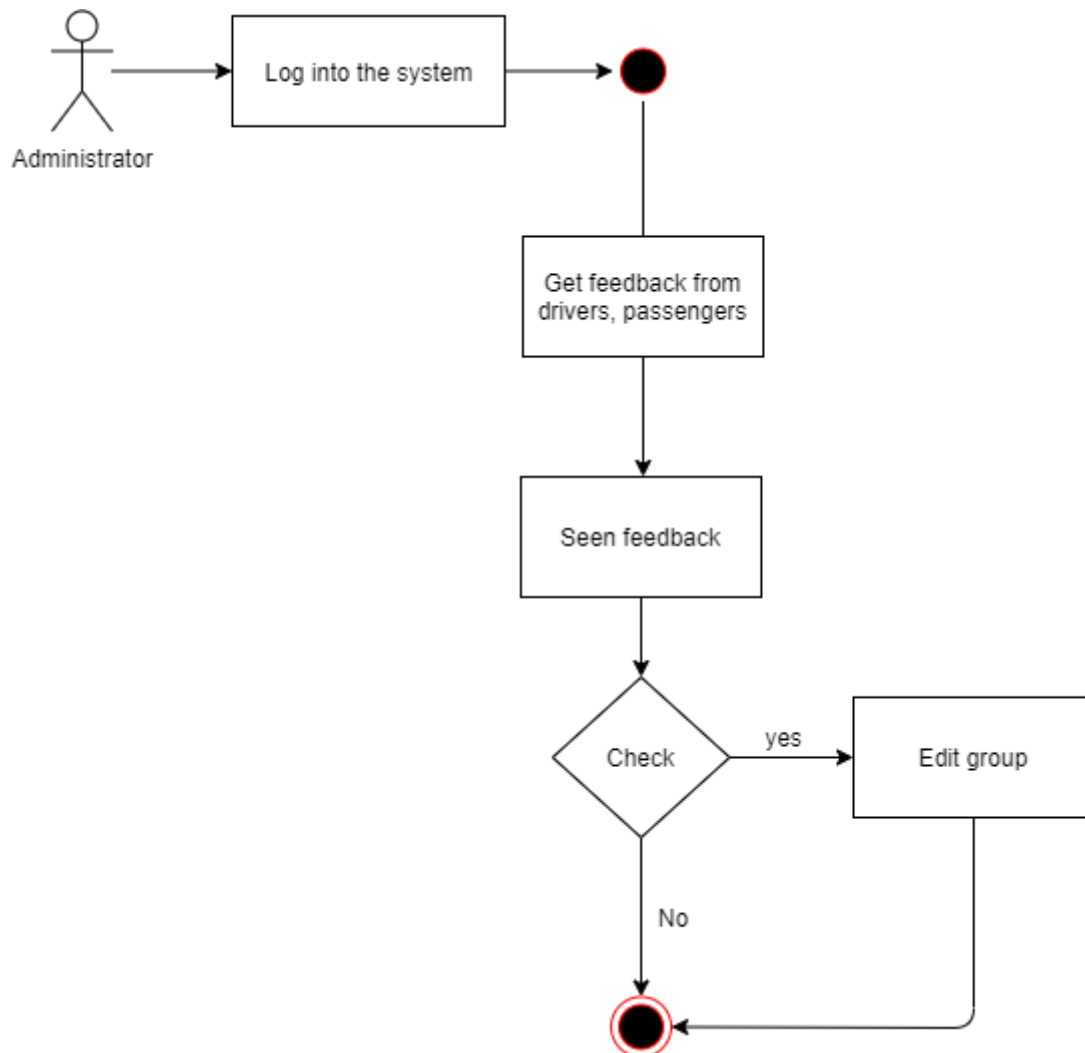 Log into the system
Administrator
Get feedback from
drivers, passengers
Seen feedback
Check
yes
Edit group
No